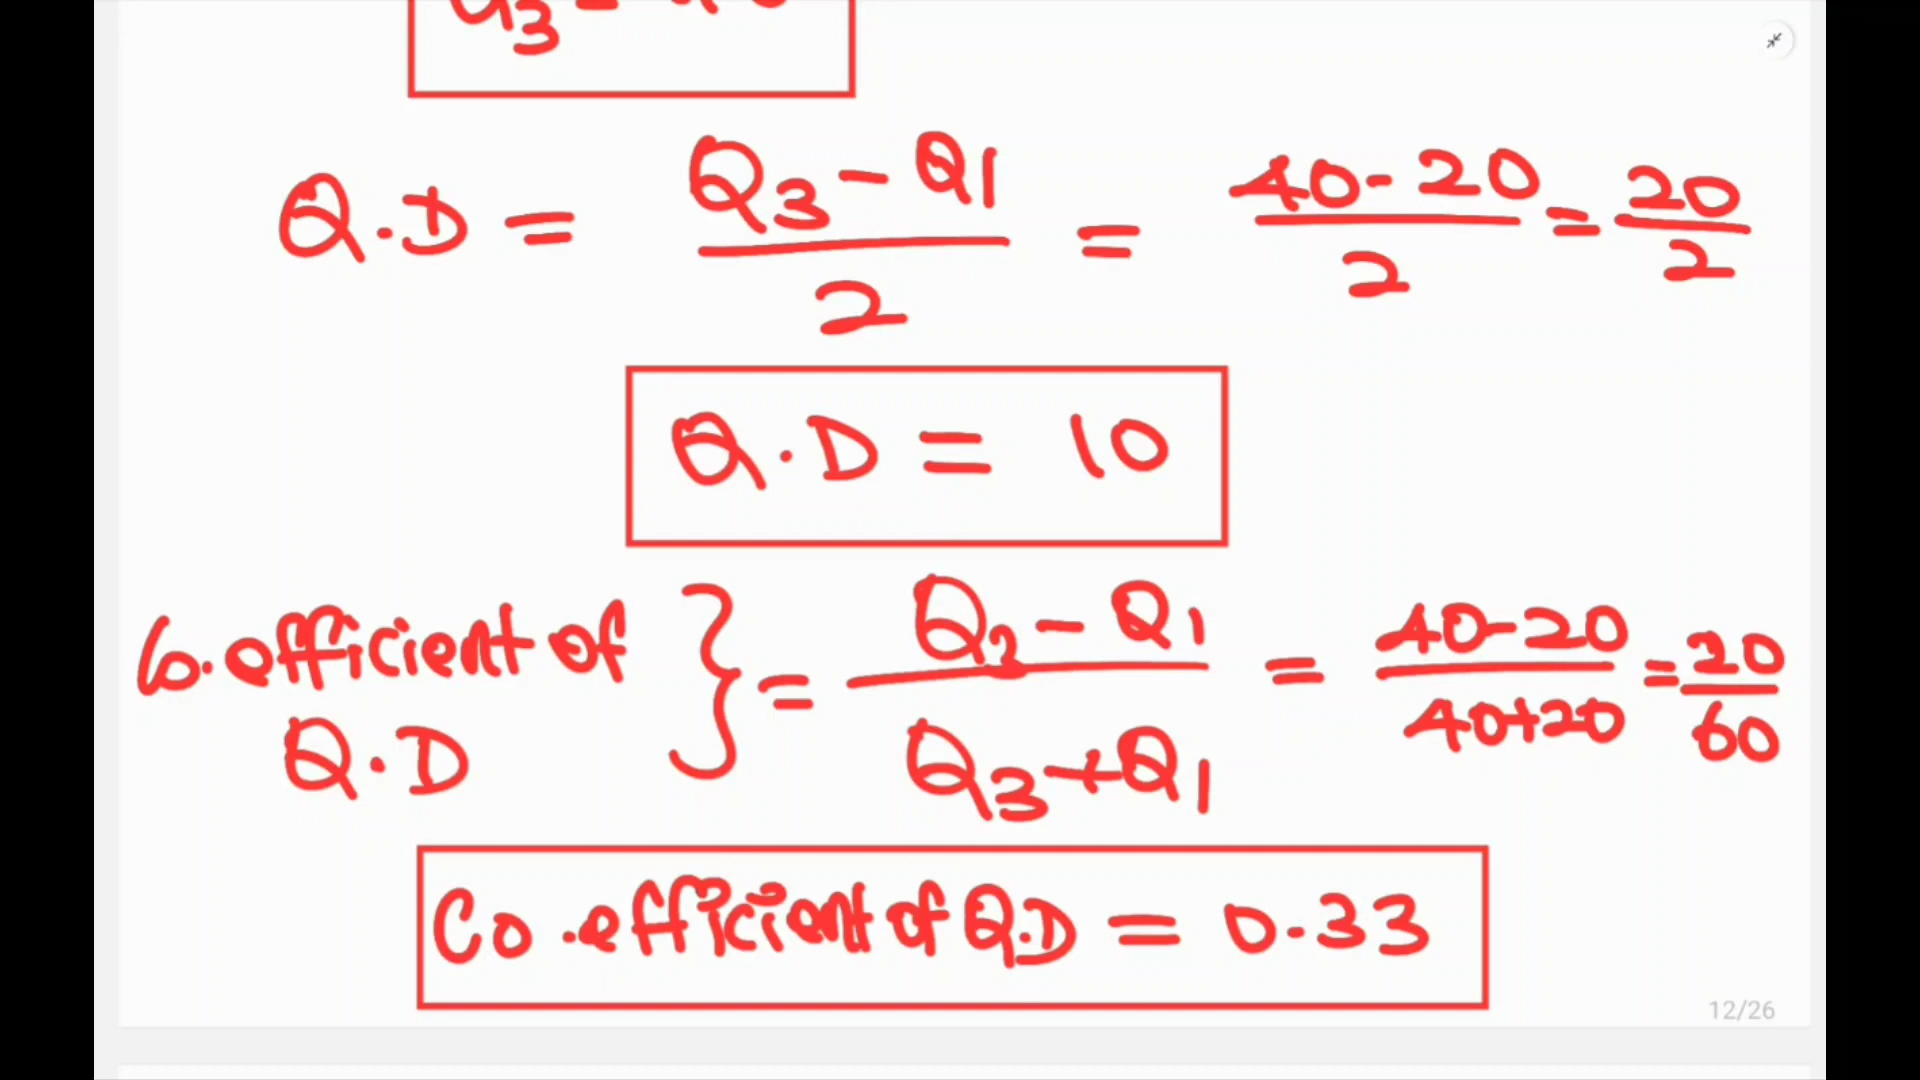 Q.D = Q3 - Q1 / 2 = 40 - 20 / 2 = 20 / 2
Q.D = 10
Co.efficient of Q.D } = Q3 - Q1 / Q3 + Q1 = 40 - 20 / 40 + 20 = 20 / 60
Co.efficient of Q.D = 0.33
12/26